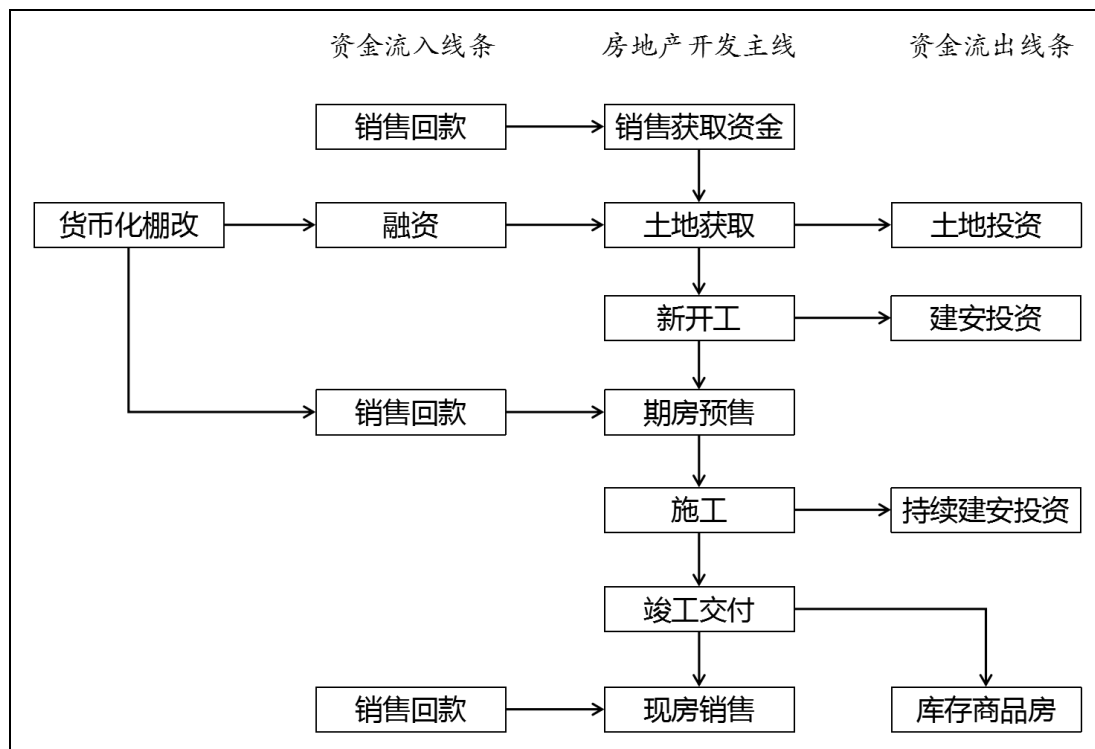 资金流入线条 房地产开发主线 资金流出线条
销售回款 销售获取资金
货币化棚改 融资 土地获取 土地投资
新开工 建安投资
销售回款 期房预售
施工 持续建安投资
竣工交付
销售回款 现房销售 库存商品房